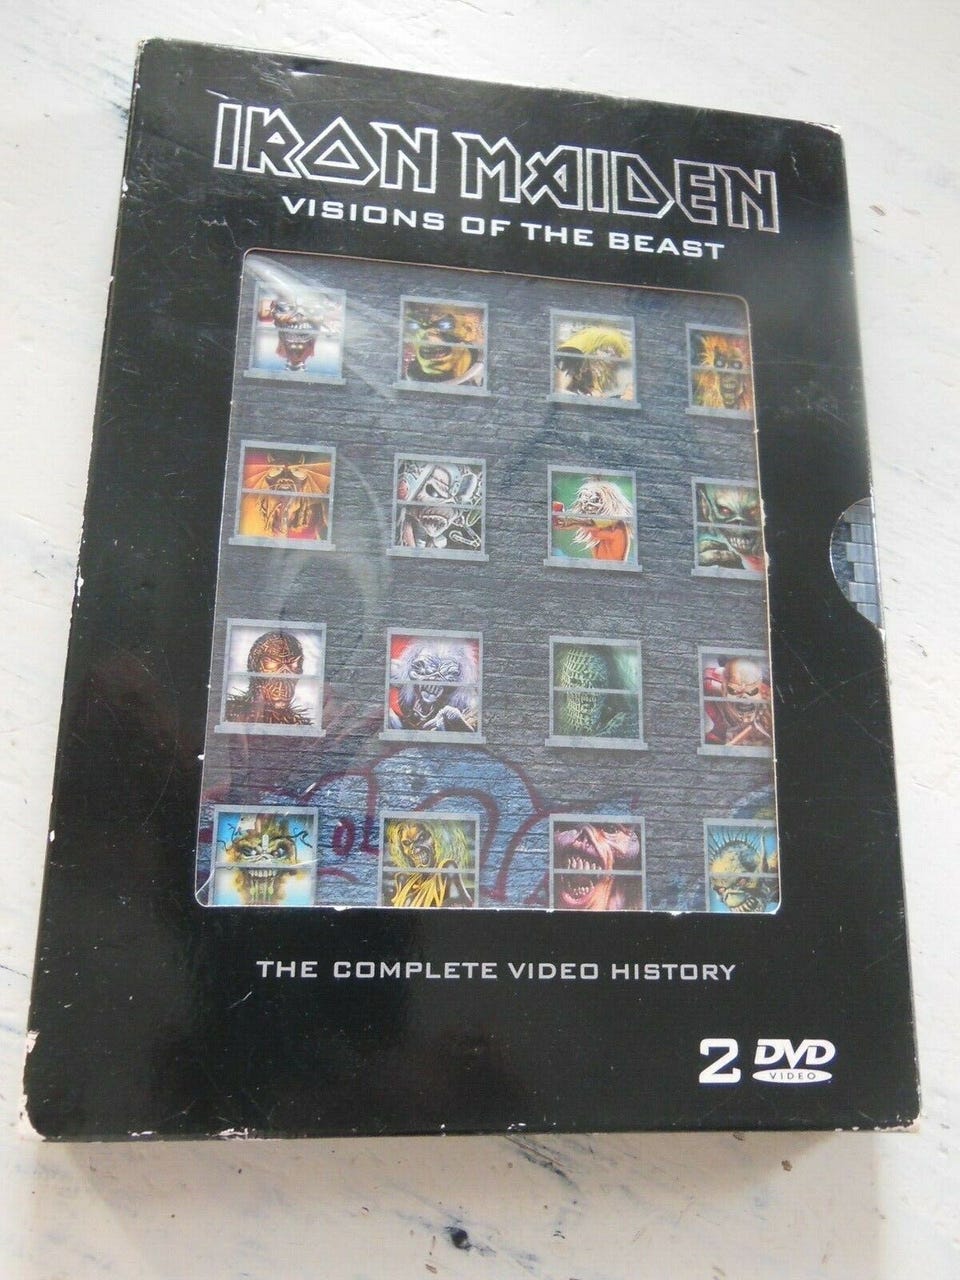 IRON MAIDEN
VISIONS OF THE BEAST
THE COMPLETE VIDEO HISTORY
2 DVD
VIDEO